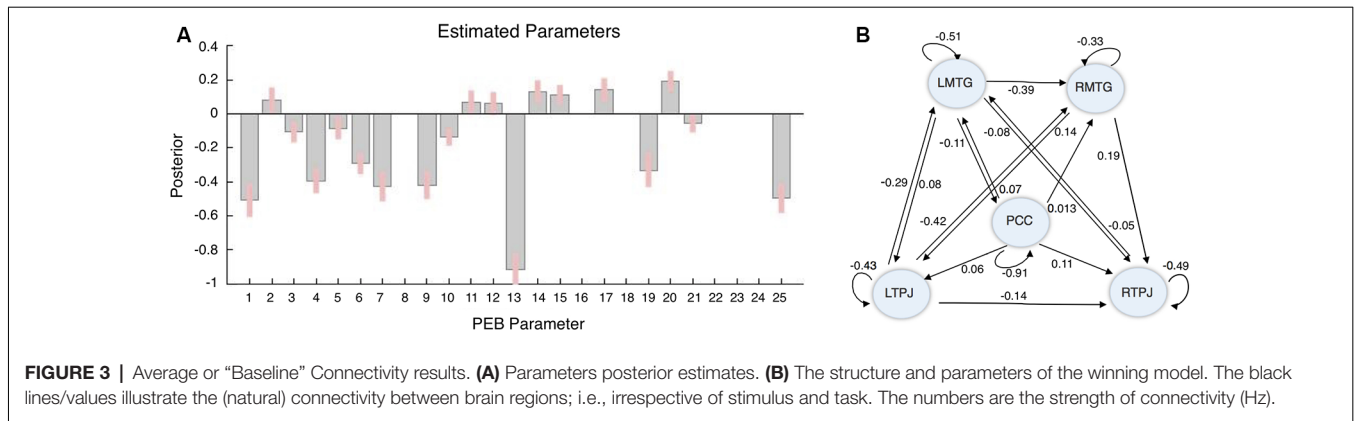 A
Estimated Parameters
0.4
0.2
0
-0.2
-0.4
-0.6
-0.8
-1
Posterior
1 2 3 4 5 6 7 8 9 10 11 12 13 14 15 16 17 18 19 20 21 22 23 24 25
PEB Parameter
B
-0.51
-0.33
LMTG
RMTG
-0.39
-0.08
0.14
-0.11
0.19
-0.29
0.08
0.07
0.013
-0.42
PCC
-0.05
-0.43
0.06
-0.91
0.11
-0.49
LTPJ
RTPJ
-0.14
FIGURE 3 | Average or “Baseline” Connectivity results. (A) Parameters posterior estimates. (B) The structure and parameters of the winning model. The black
lines/values illustrate the (natural) connectivity between brain regions; i.e., irrespective of stimulus and task. The numbers are the strength of connectivity (Hz).